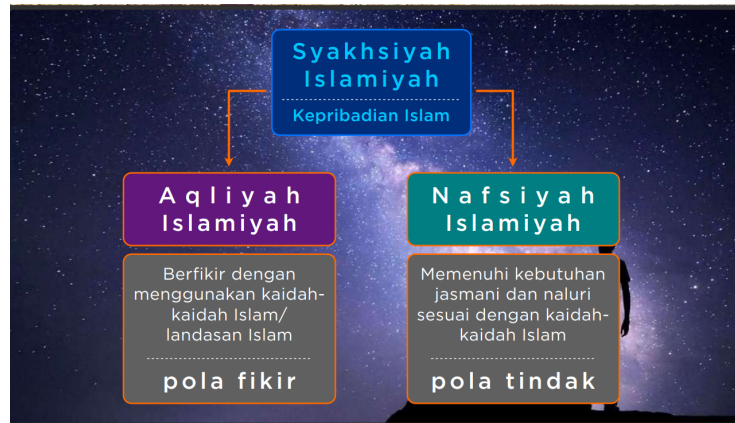 Syakhsiyah
Islamiyah
Kepribadian Islam
Aqliyah
Islamiyah
Berfikir dengan
menggunakan kaidah-
kaidah Islam/
landasan Islam
pola fikir
Nafsiyah
Islamiyah
Memenuhi kebutuhan
jasmani dan naluri
sesuai dengan kaidah-
kaidah Islam
pola tindak